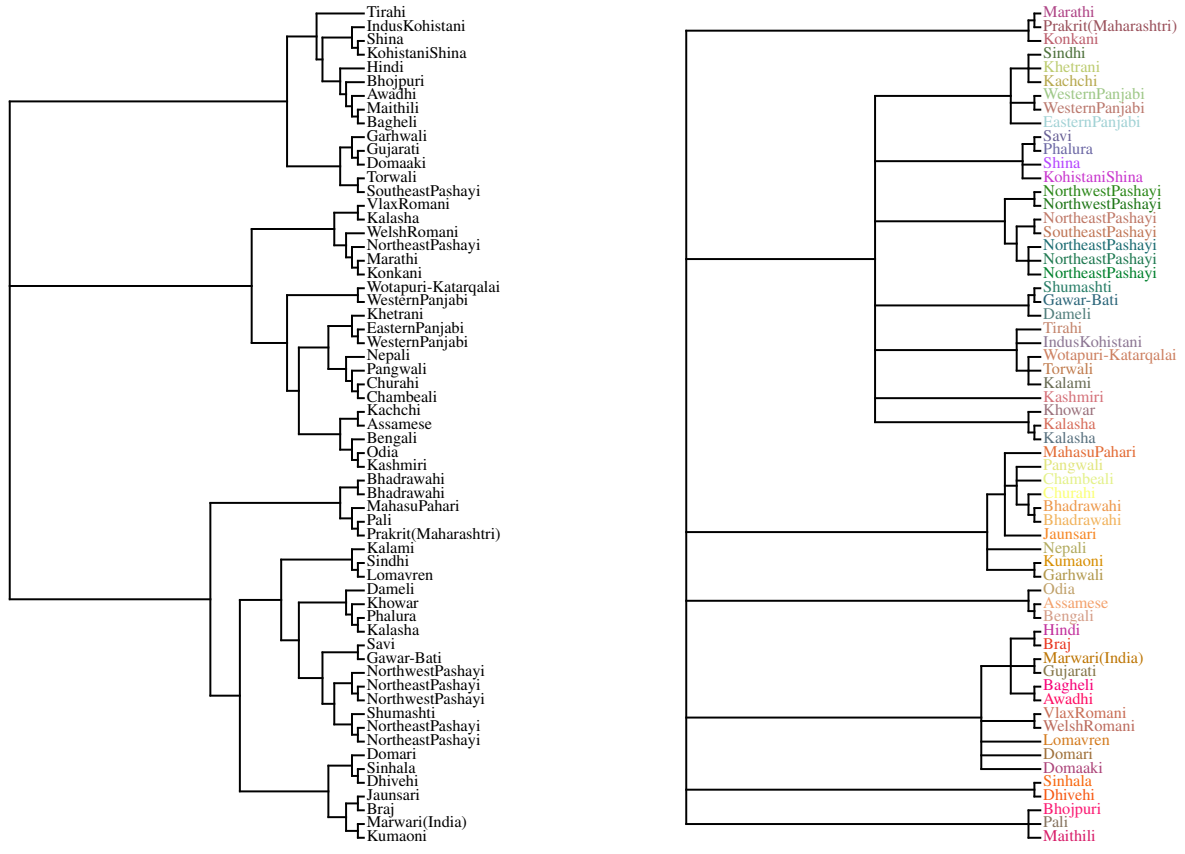 Tirahi
IndusKohistani
Shina
KohistaniShina
Hindi
Bhojpuri
Awadhi
Maithili
Bagheli
Garhwali
Gujarati
Domaaki
Torwali
SoutheastPashayi
VlaxRomani
Kalasha
WelshRomani
NortheastPashayi
Marathi
Konkani
Wotapuri-Katarqalai
WesternPanjabi
Khetrani
EasternPanjabi
WesternPanjabi
Nepali
Pangwali
Churahi
Chambeali
Kachchi
Assamese
Bengali
Odia
Kashmiri
Bhadrawahi
Bhadrawahi
MahasuPahari
Pali
Prakrit(Maharashtri)
Kalami
Sindhi
Lomavren
Dameli
Khowar
Phalura
Kalasha
Savi
Gawar-Bati
NorthwestPashayi
NortheastPashayi
NorthwestPashayi
Shumashti
NortheastPashayi
NortheastPashayi
Domari
Sinhala
Dhivehi
Jaunsari
Braj
Marwari(India)
Kumaoni
Marathi
Prakrit(Maharashtri)
Konkani
Sindhi
Khetrani
Kachchi
WesternPanjabi
WesternPanjabi
EasternPanjabi
Savi
Phalura
Shina
KohistaniShina
NorthwestPashayi
NorthwestPashayi
NortheastPashayi
SoutheastPashayi
NortheastPashayi
NortheastPashayi
NortheastPashayi
Shumashti
Gawar-Bati
Dameli
Tirahi
IndusKohistani
Wotapuri-Katarqalai
Torwali
Kalami
Kashmiri
Khowar
Kalasha
Kalasha
MahasuPahari
Pangwali
Chambeali
Churahi
Bhadrawahi
Bhadrawahi
Jaunsari
Nepali
Kumaoni
Garhwali
Odia
Assamese
Bengali
Hindi
Braj
Marwari(India)
Gujarati
Bagheli
Awadhi
VlaxRomani
WelshRomani
Lomavren
Domari
Domaaki
Sinhala
Dhivehi
Bhojpuri
Pali
Maithili